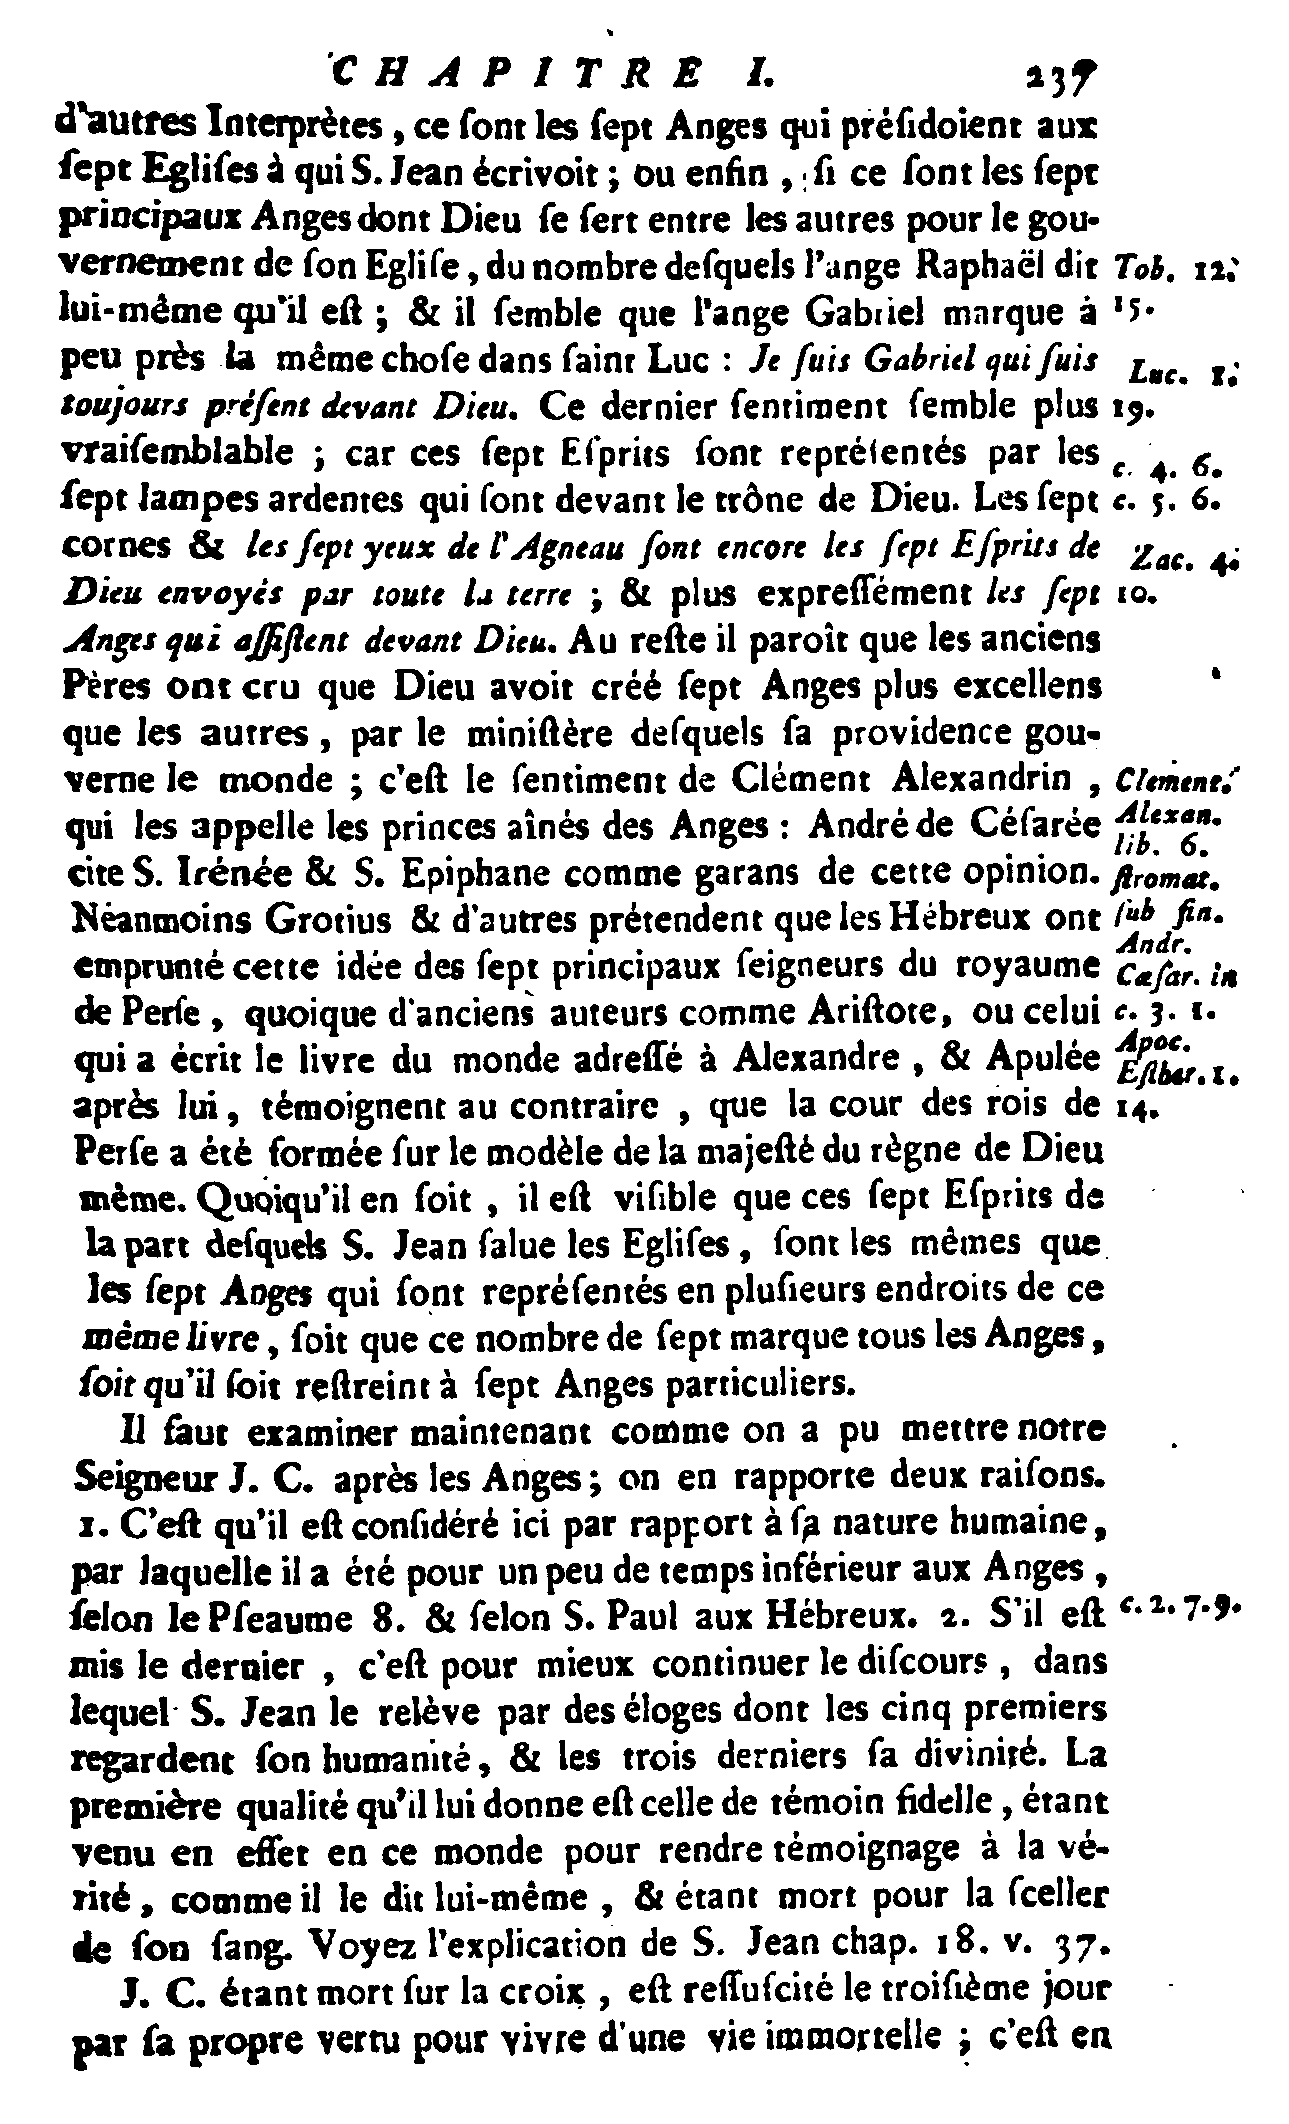 CHAPITRE I. 237
d'autres Interprètes, ce ſont les ſept Anges qui préſidoient aux
ſept Egliſes à qui S. Jean écrivoit ; ou enfin, ſi ce ſont les ſept
principaux Anges dont Dieu ſe ſert entre les autres pour le gou-
vernement de ſon Egliſe, du nombre deſquels l'ange Raphaël dit
lui-même qu'il eſt ; & il ſemble que l'ange Gabriel marque à
peu près la même choſe dans ſaint Luc : Je ſuis Gabriel qui ſuis
toujours préſent devant Dieu. Ce dernier ſentiment ſemble plus
vraiſemblable ; car ces ſept Eſprits ſont repréſentés par les
ſept lampes ardentes qui ſont devant le trône de Dieu. Les ſept
cornes & les ſept yeux de l'Agneau ſont encore les ſept Eſprits de
Dieu envoyés par toute la terre ; & plus expreſſément les ſept
Anges qui aſſiſtent devant Dieu. Au reſte il paroît que les anciens
Pères ont cru que Dieu avoit créé ſept Anges plus excellens
que les autres, par le miniſtère deſquels ſa providence gou-
verne le monde ; c'eſt le ſentiment de Clément Alexandrin,
qui les appelle les princes aînés des Anges : André de Céſarée
cite S. Irénée & S. Epiphane comme garans de cette opinion.
Néanmoins Grotius & d'autres prétendent que les Hébreux ont
emprunté cette idée des ſept principaux ſeigneurs du royaume
de Perſe, quoique d'anciens auteurs comme Ariſtote, ou celui
qui a écrit le livre du monde adreſſé à Alexandre, & Apulée
après lui, témoignent au contraire, que la cour des rois de
Perſe a été formée ſur le modèle de la majeſté du règne de Dieu
même. Quoiqu'il en ſoit, il eſt viſible que ces ſept Eſprits de
la part deſquels S. Jean ſalue les Egliſes, ſont les mêmes que
les ſept Anges qui ſont repréſentés en pluſieurs endroits de ce
même livre, ſoit que ce nombre de ſept marque tous les Anges,
ſoit qu'il ſoit reſtreint à ſept Anges particuliers.
Il faut examiner maintenant comme on a pu mettre notre
Seigneur J. C. après les Anges ; on en rapporte deux raiſons.
1. C'eſt qu'il eſt conſidéré ici par rapport à ſa nature humaine,
par laquelle il a été pour un peu de temps inférieur aux Anges,
ſelon le Pſeaume 8. & ſelon S. Paul aux Hébreux. 2. S'il eſt
mis le dernier, c'eſt pour mieux continuer le diſcours, dans
lequel S. Jean le relève par des éloges dont les cinq premiers
regardent ſon humanité, & les trois derniers ſa divinité. La
première qualité qu'il lui donne eſt celle de témoin fidelle, étant
venu en effet en ce monde pour rendre témoignage à la vé-
rité, comme il le dit lui-même, & étant mort pour la ſceller
de ſon ſang. Voyez l'explication de S. Jean chap. 18. v. 37.
J. C. étant mort ſur la croix, eſt reſſuſcité le troiſième jour
par ſa propre vertu pour vivre d'une vie immortelle ; c'eſt en
Tob. 12.
15.
Luc. 1.
19.
c. 4. 6.
c. 5. 6.
Zac. 4.
10.
Clement.
Alexan.
lib. 6.
ſtromat.
ſub fin.
Andr.
Cæſar. in
c. 3. 1.
Apoc.
Eſther. 1.
14.
c. 2. 7. 9.